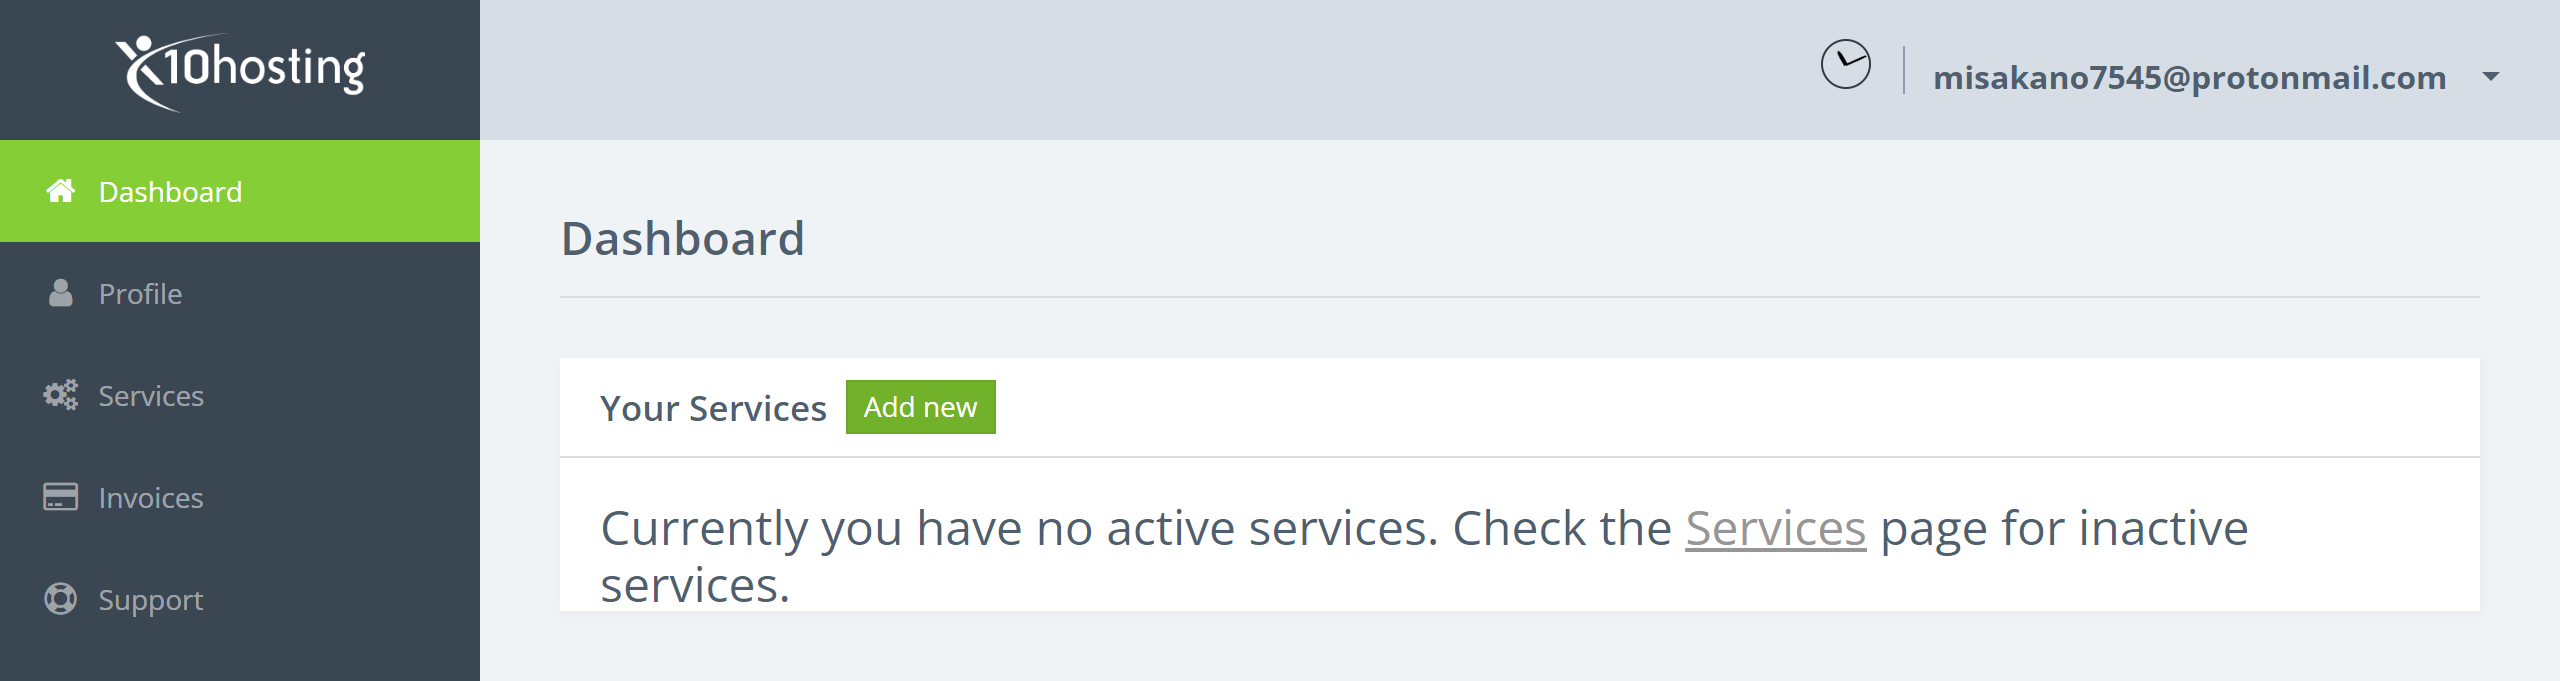 x10hosting
misakano7545@protonmail.com
Dashboard
Profile
Services
Invoices
Support
Dashboard
Your Services
Add new
Currently you have no active services. Check the Services page for inactive
services.